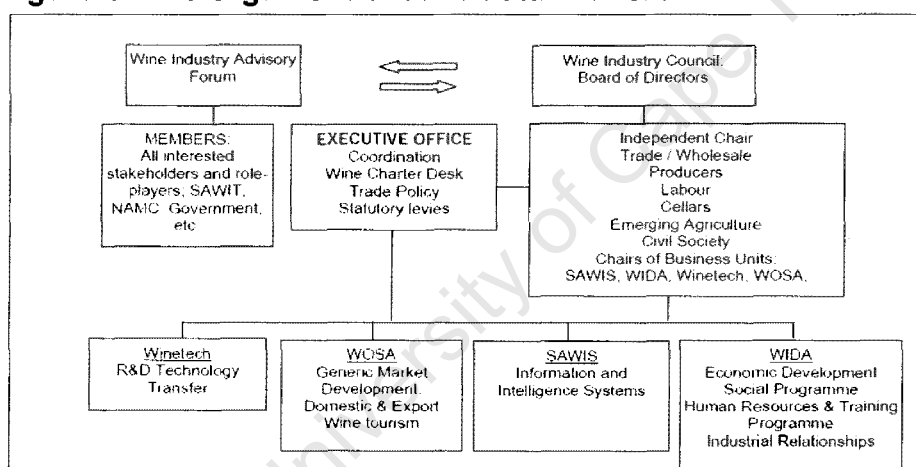 Wine Industry Advisory
Forum
Wine Industry Council:
Board of Directors
MEMBERS:
All interested
stakeholders and role-
players; SAWIT,
NAMC, Government,
etc
EXECUTIVE OFFICE
Coordination
Wine Charter Desk
Trade Policy
Statutory levies
Independent Chair
Trade / Wholesale
Producers
Labour
Cellars
Emerging Agriculture
Civil Society
Chairs of Business Units:
SAWIS, WIDA, Winetech, WOSA.
Winetech
R&D Technology
Transfer
WOSA
Generic Market
Development.
Domestic & Export
Wine tourism
SAWIS
Information and
Intelligence Systems
WIDA
Economic Development
Social Programme
Human Resources & Training
Programme
Industrial Relationships
University of Cape